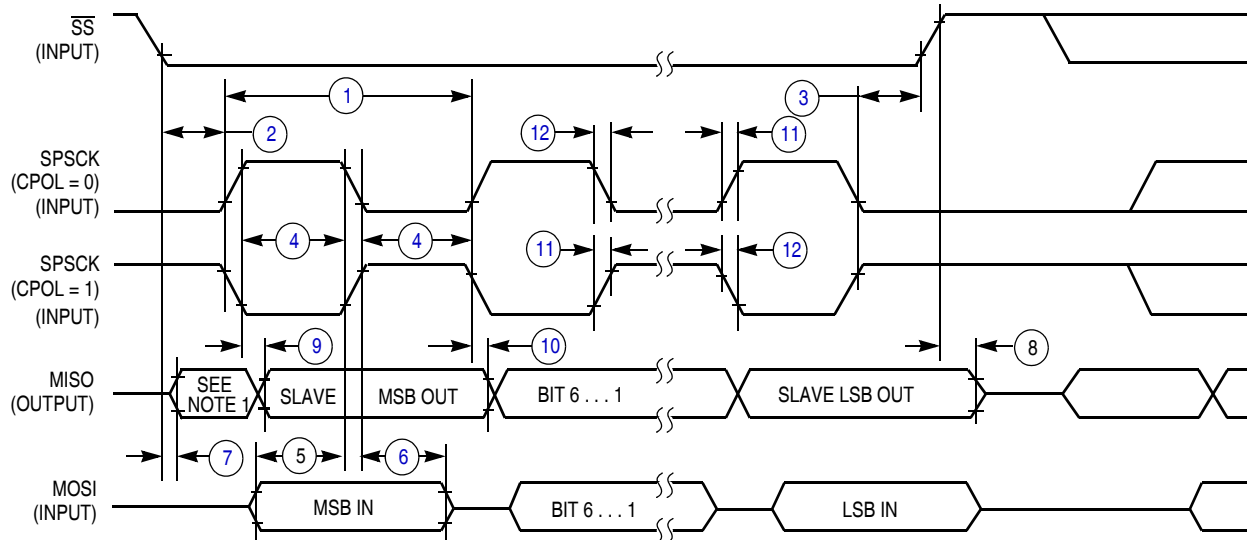 SS
(INPUT)
1
3
2
12
11
SPSCK
(CPOL = 0)
(INPUT)
4
4
11
12
SPSCK
(CPOL = 1)
(INPUT)
9
10
8
MISO
(OUTPUT)
SEE
NOTE 1
SLAVE
MSB OUT
BIT 6 . . . 1
SLAVE LSB OUT
7
5
6
MOSI
(INPUT)
MSB IN
BIT 6 . . . 1
LSB IN